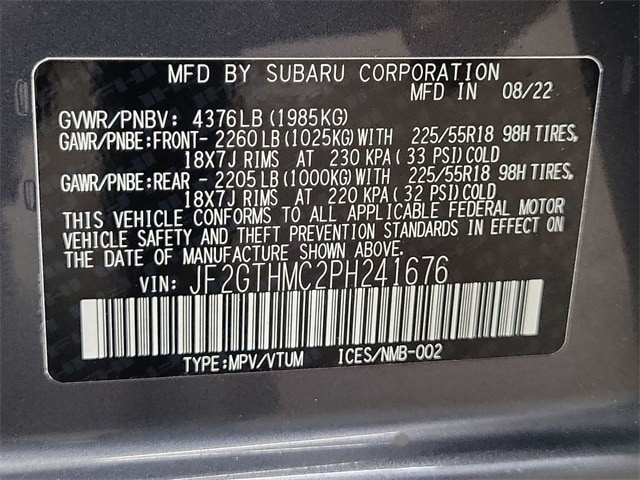 MFD BY SUBARU CORPORATION
MFD IN 08/22
GVWR/PNBV: 4376LB(1985KG)
GAWR/PNBE:FRONT- 2260LB(1025KG)WITH 225/55R18 98H TIRES,
18X7J RIMS AT 230 KPA( 33 PSI)COLD
GAWR/PNBE:REAR - 2205LB(1000KG)WITH 225/55R18 98H TIRES,
18X7J RIMS AT 220 KPA( 32 PSI)COLD
THIS VEHICLE CONFORMS TO ALL APPLICABLE FEDERAL MOTOR
VEHICLE SAFETY AND THEFT PREVENTION STANDARDS IN EFFECT
ON THE DATE OF MANUFACTURE SHOWN ABOVE.
VIN: JF2GTHMC2PH241676
TYPE:MPV/VTUM ICES/NMB-002